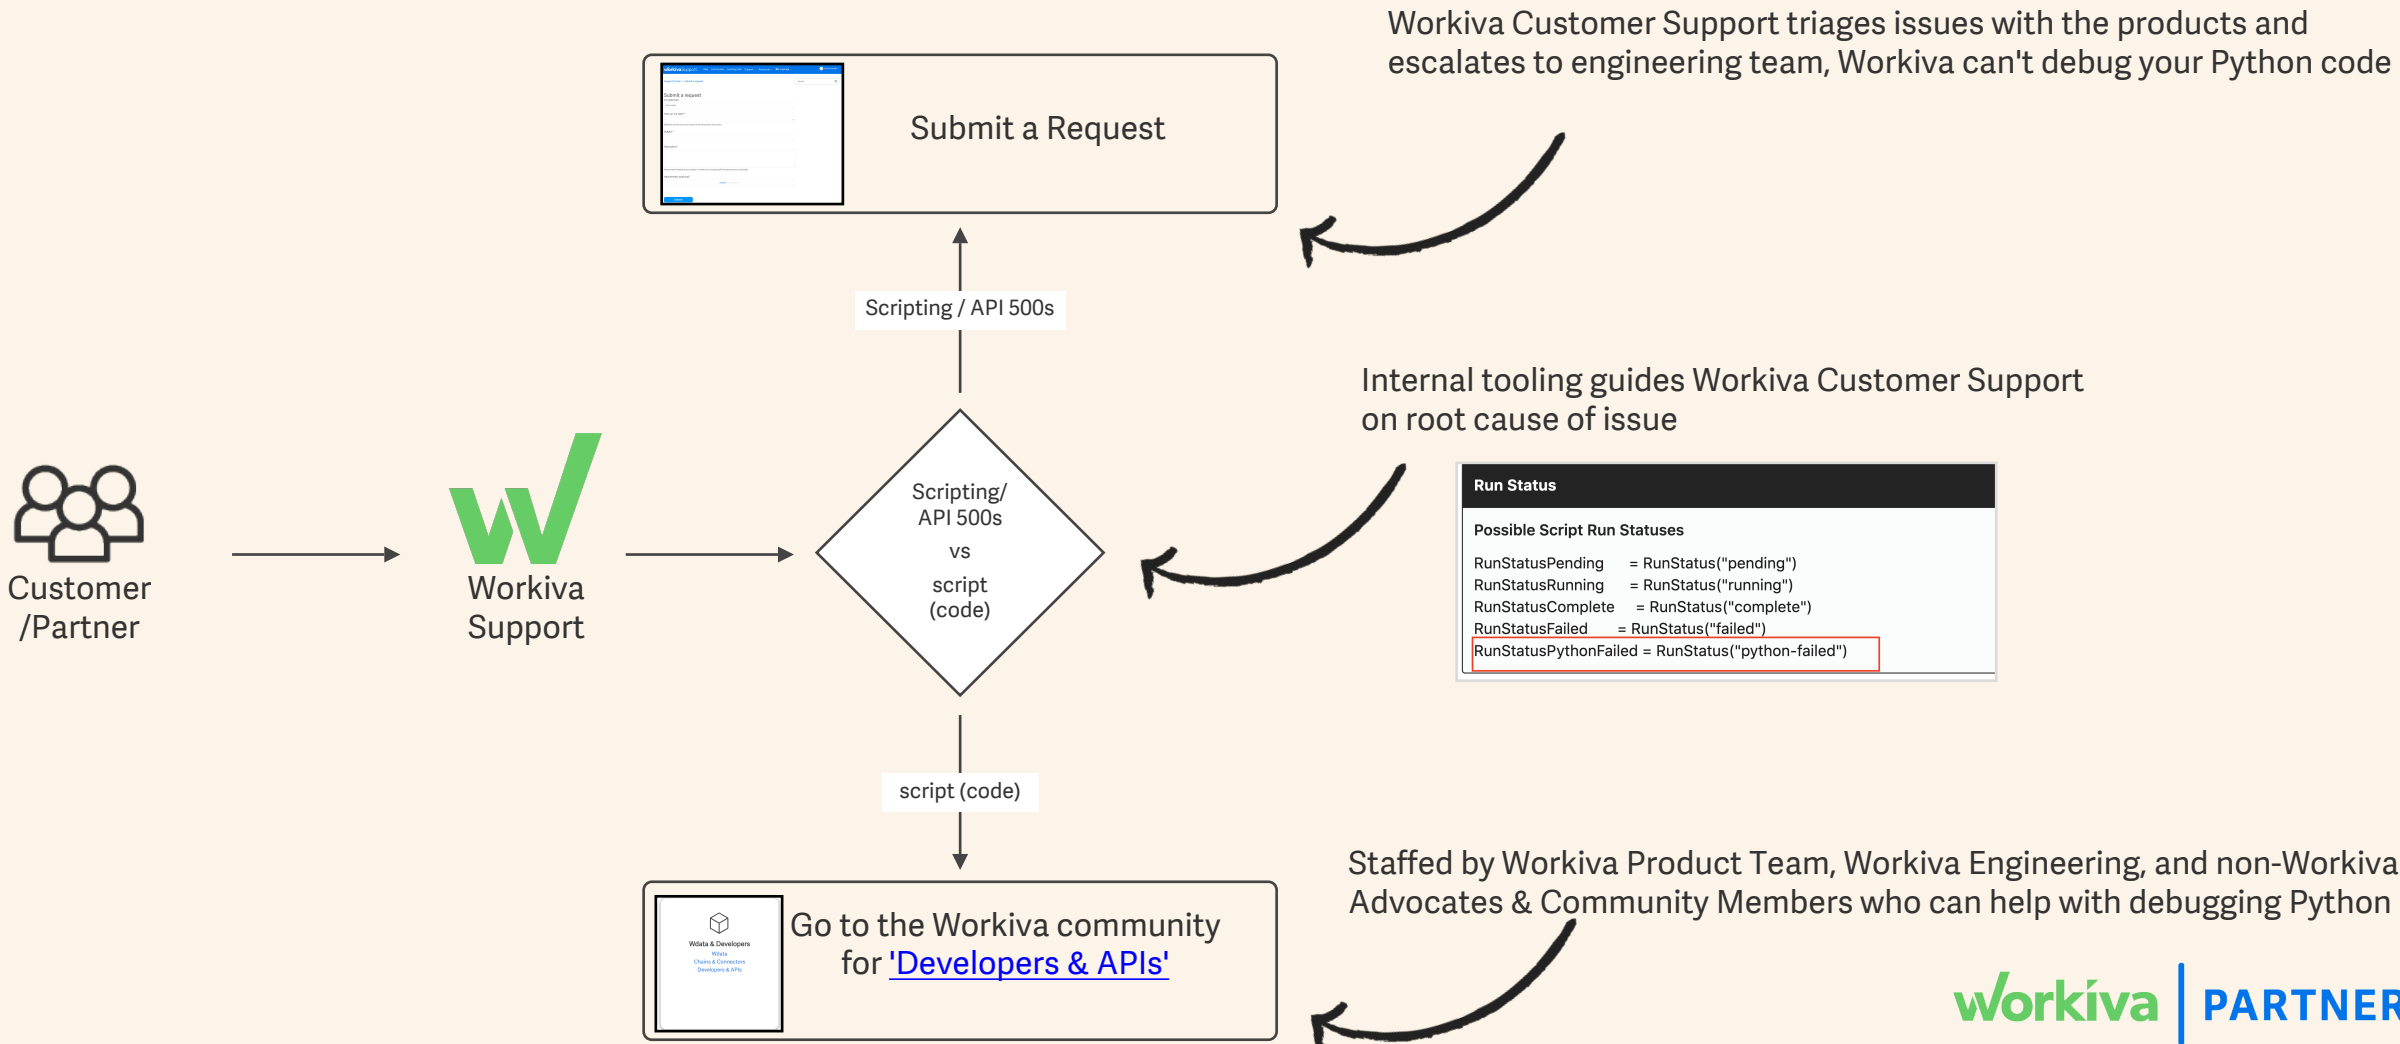 Workiva Customer Support triages issues with the products and
escalates to engineering team, Workiva can't debug your Python code
Submit a request
Submit a Request
Scripting / API 500s
Internal tooling guides Workiva Customer Support
on root cause of issue
Customer
/Partner
Workiva
Support
Scripting/
API 500s
vs
script
(code)
Run Status
Possible Script Run Statuses
RunStatusPending = RunStatus("pending")
RunStatusRunning = RunStatus("running")
RunStatusComplete = RunStatus("complete")
RunStatusFailed = RunStatus("failed")
RunStatusPythonFailed = RunStatus("python-failed")
script (code)
Staffed by Workiva Product Team, Workiva Engineering, and non-Workiva
Advocates & Community Members who can help with debugging Python
Wdata & Developers
Wdata
Chains & Connectors
Developers & APIs
Go to the Workiva community
for 'Developers & APIs'
workiva | PARTNER